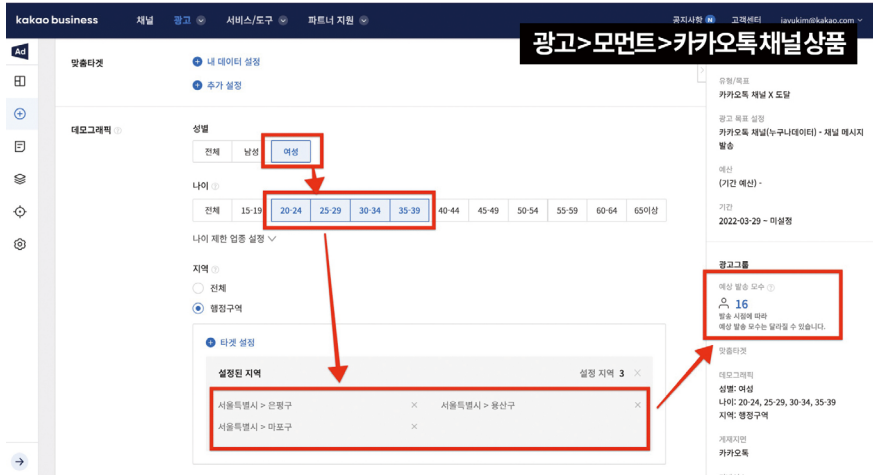 kakao business 채널 광고 서비스/도구 파트너 지원 공지사항 N 고객센터 jayukim@kakao.com
광고>모먼트>카카오톡채널상품
Ad
맞춤타겟
내 데이터 설정
추가 설정
데모그래픽
성별
전체 남성 여성
나이
전체 15-19 20-24 25-29 30-34 35-39 40-44 45-49 50-54 55-59 60-64 65이상
나이 제한 업종 설정
지역
전체
행정구역
타겟 설정
설정된 지역 설정 지역 3 ×
서울특별시 > 은평구 × 서울특별시 > 용산구 ×
서울특별시 > 마포구 ×
유형/목표
카카오톡 채널 X 도달
광고 목표 설정
카카오톡 채널(누구나데이터) - 채널 메시지
발송
예산
(기간 예산) -
기간
2022-03-29 ~ 미설정
광고그룹
예상 발송 모수
16
발송 시점에 따라
예상 발송 모수는 달라질 수 있습니다.
맞춤타겟
데모그래픽
성별: 여성
나이: 20-24, 25-29, 30-34, 35-39
지역: 행정구역
게재지면
카카오톡